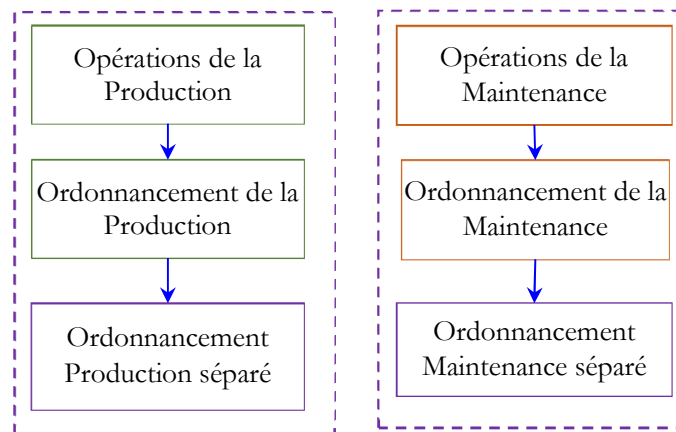 Opérations de la
Production
Ordonnancement de la
Production
Ordonnancement
Production séparé
Opérations de la
Maintenance
Ordonnancement de la
Maintenance
Ordonnancement
Maintenance séparé